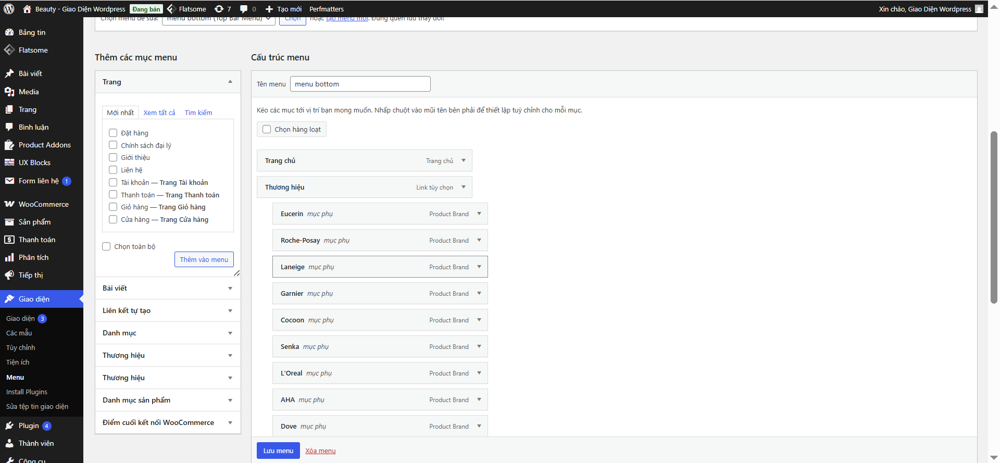 Beauty - Giao Diện Wordpress Đang bán Flatsome 7 0 Tạo mới Perfmatters Xin chào, Giao Diện Wordpress
Chọn menu để sửa: menu bottom (Top Bar Menu) Chọn hoặc tạo menu mới. Đừng quên lưu thay đổi!
Bảng tin
Flatsome
Bài viết
Media
Trang
Bình luận
Product Addons
UX Blocks
Form liên hệ 1
WooCommerce
Sản phẩm
Thanh toán
Phân tích
Tiếp thị
Giao diện
Giao diện 3
Các mẫu
Tùy chỉnh
Tiện ích
Menu
Install Plugins
Sửa tệp tin giao diện
Plugin 4
Thành viên
Công cụ
Thêm các mục menu
Trang
Mới nhất Xem tất cả Tìm kiếm
Đặt hàng
Chính sách đại lý
Giới thiệu
Liên hệ
Tài khoản — Trang Tài khoản
Thanh toán — Trang Thanh toán
Giỏ hàng — Trang Giỏ hàng
Cửa hàng — Trang Cửa hàng
Chọn toàn bộ
Thêm vào menu
Bài viết
Liên kết tự tạo
Danh mục
Thương hiệu
Thương hiệu
Danh mục sản phẩm
Điểm cuối kết nối WooCommerce
Cấu trúc menu
Tên menu menu bottom
Kéo các mục tới vị trí bạn mong muốn. Nhấp chuột vào mũi tên bên phải để thiết lập tuỳ chỉnh cho mỗi mục.
Chọn hàng loạt
Trang chủ Trang chủ
Thương hiệu Link tùy chọn
Eucerin mục phụ Product Brand
Roche-Posay mục phụ Product Brand
Laneige mục phụ Product Brand
Garnier mục phụ Product Brand
Cocoon mục phụ Product Brand
Senka mục phụ Product Brand
L'Oreal mục phụ Product Brand
AHA mục phụ Product Brand
Dove mục phụ Product Brand
Lưu menu Xóa menu